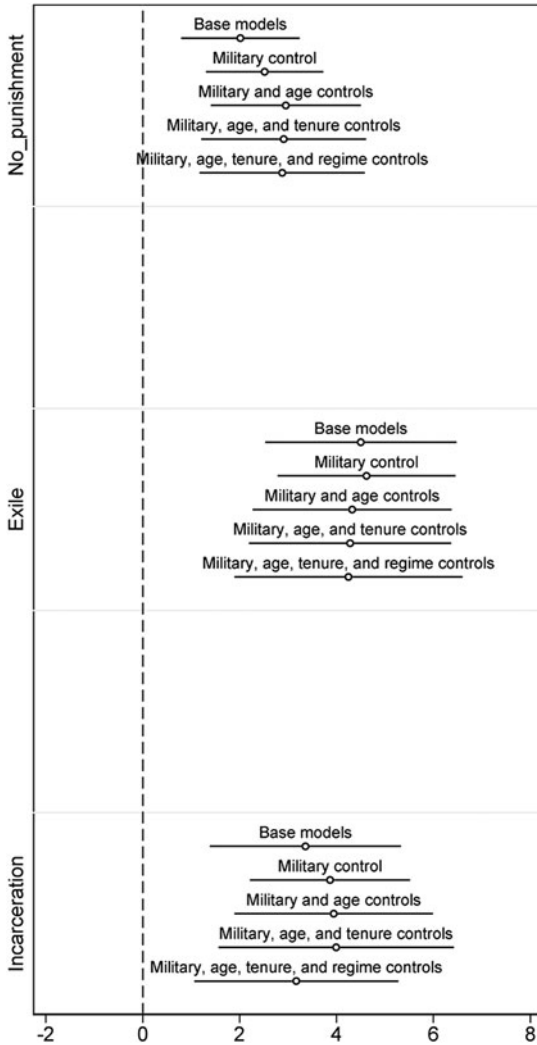 No_punishment
Base models
Military control
Military and age controls
Military, age, and tenure controls
Military, age, tenure, and regime controls
Exile
Base models
Military control
Military and age controls
Military, age, and tenure controls
Military, age, tenure, and regime controls
Incarceration
Base models
Military control
Military and age controls
Military, age, and tenure controls
Military, age, tenure, and regime controls
-2 0 2 4 6 8